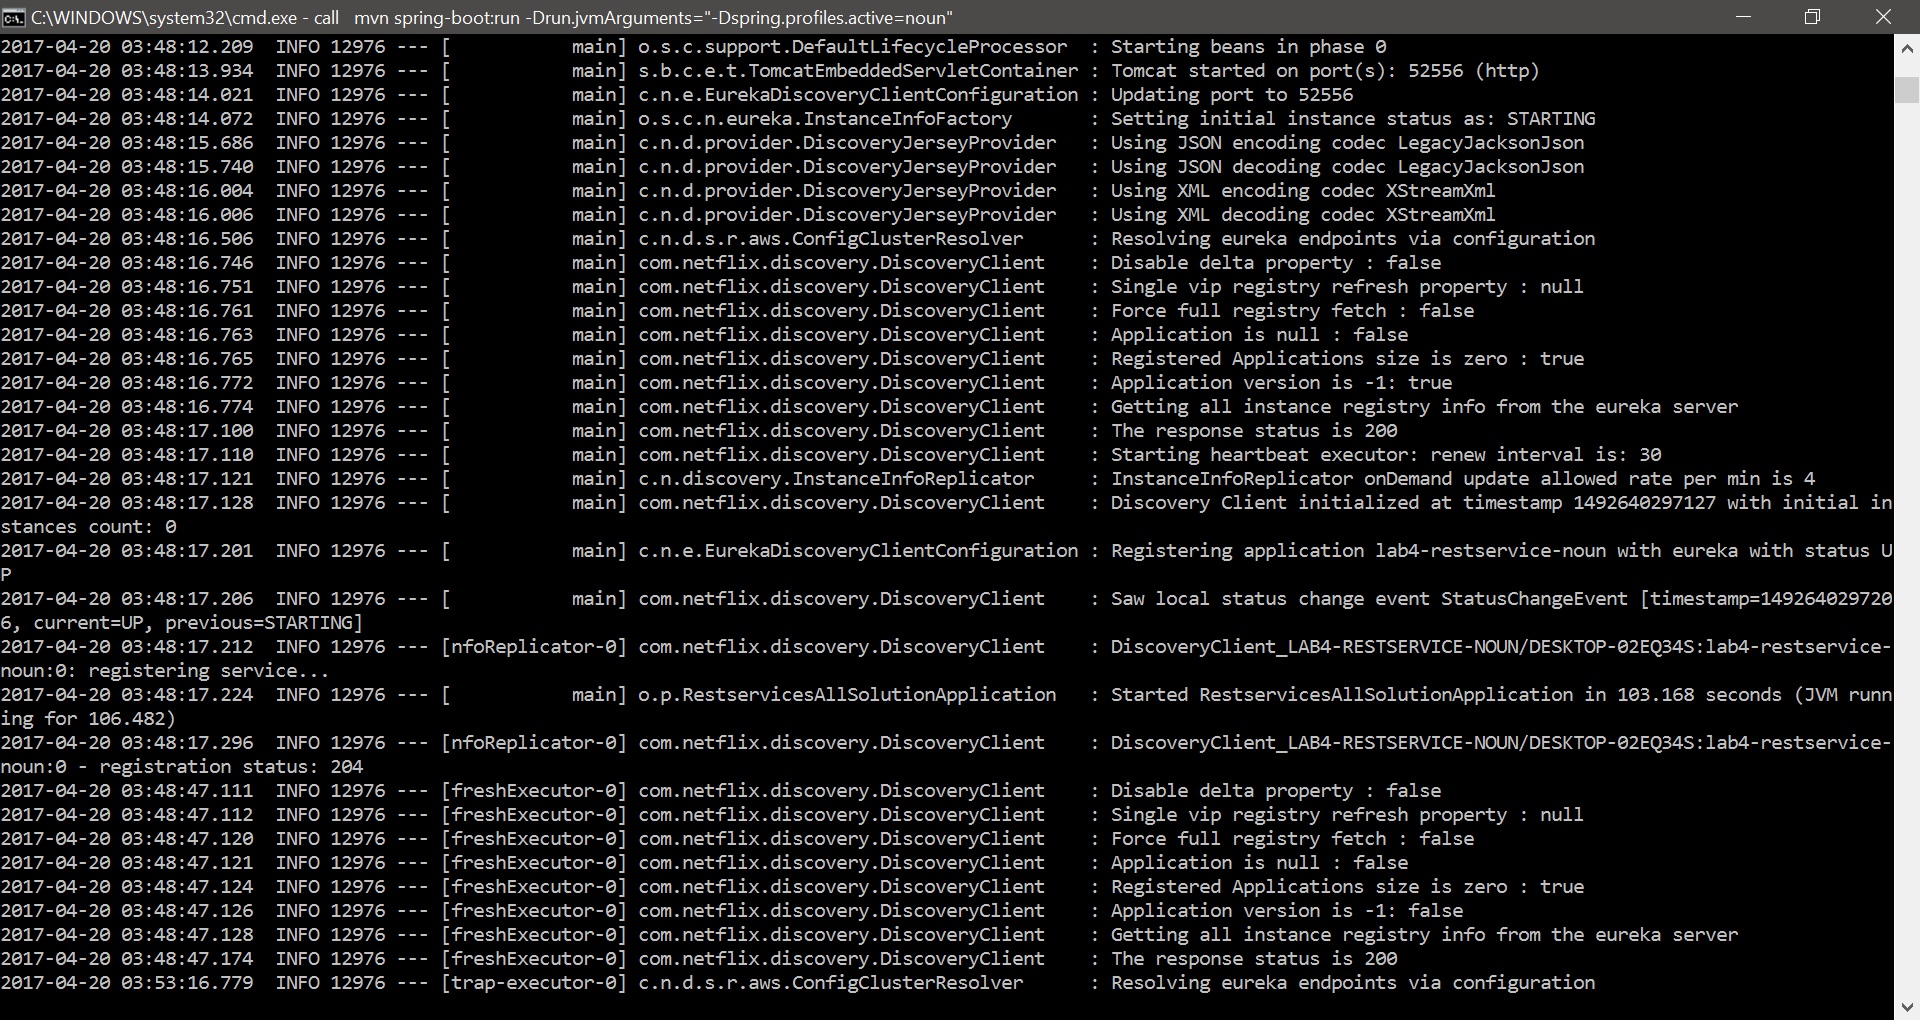 C:\WINDOWS\system32\cmd.exe - call   mvn spring-boot:run -Drun.jvmArguments="-Dspring.profiles.active=noun"
2017-04-20 03:48:12.209  INFO 12976 --- [           main] o.s.c.support.DefaultLifecycleProcessor  : Starting beans in phase 0
2017-04-20 03:48:13.934  INFO 12976 --- [           main] s.b.c.e.t.TomcatEmbeddedServletContainer : Tomcat started on port(s): 52556 (http)
2017-04-20 03:48:14.021  INFO 12976 --- [           main] c.n.e.EurekaDiscoveryClientConfiguration : Updating port to 52556
2017-04-20 03:48:14.072  INFO 12976 --- [           main] o.s.c.n.eureka.InstanceInfoFactory       : Setting initial instance status as: STARTING
2017-04-20 03:48:15.686  INFO 12976 --- [           main] c.n.d.provider.DiscoveryJerseyProvider   : Using JSON encoding codec LegacyJacksonJson
2017-04-20 03:48:15.740  INFO 12976 --- [           main] c.n.d.provider.DiscoveryJerseyProvider   : Using JSON decoding codec LegacyJacksonJson
2017-04-20 03:48:16.004  INFO 12976 --- [           main] c.n.d.provider.DiscoveryJerseyProvider   : Using XML encoding codec XStreamXml
2017-04-20 03:48:16.006  INFO 12976 --- [           main] c.n.d.provider.DiscoveryJerseyProvider   : Using XML decoding codec XStreamXml
2017-04-20 03:48:16.506  INFO 12976 --- [           main] c.n.d.s.r.aws.ConfigClusterResolver      : Resolving eureka endpoints via configuration
2017-04-20 03:48:16.746  INFO 12976 --- [           main] com.netflix.discovery.DiscoveryClient    : Disable delta property : false
2017-04-20 03:48:16.751  INFO 12976 --- [           main] com.netflix.discovery.DiscoveryClient    : Single vip registry refresh property : null
2017-04-20 03:48:16.761  INFO 12976 --- [           main] com.netflix.discovery.DiscoveryClient    : Force full registry fetch : false
2017-04-20 03:48:16.763  INFO 12976 --- [           main] com.netflix.discovery.DiscoveryClient    : Application is null : false
2017-04-20 03:48:16.765  INFO 12976 --- [           main] com.netflix.discovery.DiscoveryClient    : Registered Applications size is zero : true
2017-04-20 03:48:16.772  INFO 12976 --- [           main] com.netflix.discovery.DiscoveryClient    : Application version is -1: true
2017-04-20 03:48:16.774  INFO 12976 --- [           main] com.netflix.discovery.DiscoveryClient    : Getting all instance registry info from the eureka server
2017-04-20 03:48:17.100  INFO 12976 --- [           main] com.netflix.discovery.DiscoveryClient    : The response status is 200
2017-04-20 03:48:17.110  INFO 12976 --- [           main] com.netflix.discovery.DiscoveryClient    : Starting heartbeat executor: renew interval is: 30
2017-04-20 03:48:17.121  INFO 12976 --- [           main] c.n.discovery.InstanceInfoReplicator     : InstanceInfoReplicator onDemand update allowed rate per min is 4
2017-04-20 03:48:17.128  INFO 12976 --- [           main] com.netflix.discovery.DiscoveryClient    : Discovery Client initialized at timestamp 1492640297127 with initial in
stances count: 0
2017-04-20 03:48:17.201  INFO 12976 --- [           main] c.n.e.EurekaDiscoveryClientConfiguration : Registering application lab4-restservice-noun with eureka with status U
P
2017-04-20 03:48:17.206  INFO 12976 --- [           main] com.netflix.discovery.DiscoveryClient    : Saw local status change event StatusChangeEvent [timestamp=149264029720
6, current=UP, previous=STARTING]
2017-04-20 03:48:17.212  INFO 12976 --- [nfoReplicator-0] com.netflix.discovery.DiscoveryClient    : DiscoveryClient_LAB4-RESTSERVICE-NOUN/DESKTOP-02EQ34S:lab4-restservice-
noun:0: registering service...
2017-04-20 03:48:17.224  INFO 12976 --- [           main] o.p.RestservicesAllSolutionApplication   : Started RestservicesAllSolutionApplication in 103.168 seconds (JVM runn
ing for 106.482)
2017-04-20 03:48:17.296  INFO 12976 --- [nfoReplicator-0] com.netflix.discovery.DiscoveryClient    : DiscoveryClient_LAB4-RESTSERVICE-NOUN/DESKTOP-02EQ34S:lab4-restservice-
noun:0 - registration status: 204
2017-04-20 03:48:47.111  INFO 12976 --- [freshExecutor-0] com.netflix.discovery.DiscoveryClient    : Disable delta property : false
2017-04-20 03:48:47.112  INFO 12976 --- [freshExecutor-0] com.netflix.discovery.DiscoveryClient    : Single vip registry refresh property : null
2017-04-20 03:48:47.120  INFO 12976 --- [freshExecutor-0] com.netflix.discovery.DiscoveryClient    : Force full registry fetch : false
2017-04-20 03:48:47.121  INFO 12976 --- [freshExecutor-0] com.netflix.discovery.DiscoveryClient    : Application is null : false
2017-04-20 03:48:47.124  INFO 12976 --- [freshExecutor-0] com.netflix.discovery.DiscoveryClient    : Registered Applications size is zero : true
2017-04-20 03:48:47.126  INFO 12976 --- [freshExecutor-0] com.netflix.discovery.DiscoveryClient    : Application version is -1: false
2017-04-20 03:48:47.128  INFO 12976 --- [freshExecutor-0] com.netflix.discovery.DiscoveryClient    : Getting all instance registry info from the eureka server
2017-04-20 03:48:47.174  INFO 12976 --- [freshExecutor-0] com.netflix.discovery.DiscoveryClient    : The response status is 200
2017-04-20 03:53:16.779  INFO 12976 --- [trap-executor-0] c.n.d.s.r.aws.ConfigClusterResolver      : Resolving eureka endpoints via configuration